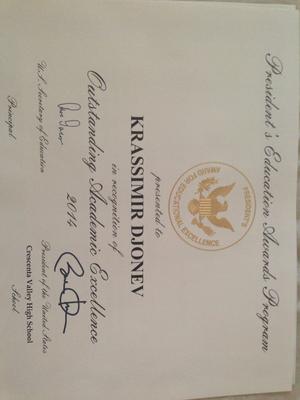 President's Education Awards Program
PRESIDENT'S
AWARD FOR EDUCATIONAL EXCELLENCE
presented to
KRASSIMIR DJONEV
in recognition of
Outstanding Academic Excellence
2014
U.S. Secretary of Education
President of the United States
Crescenta Valley High School
Principal
School